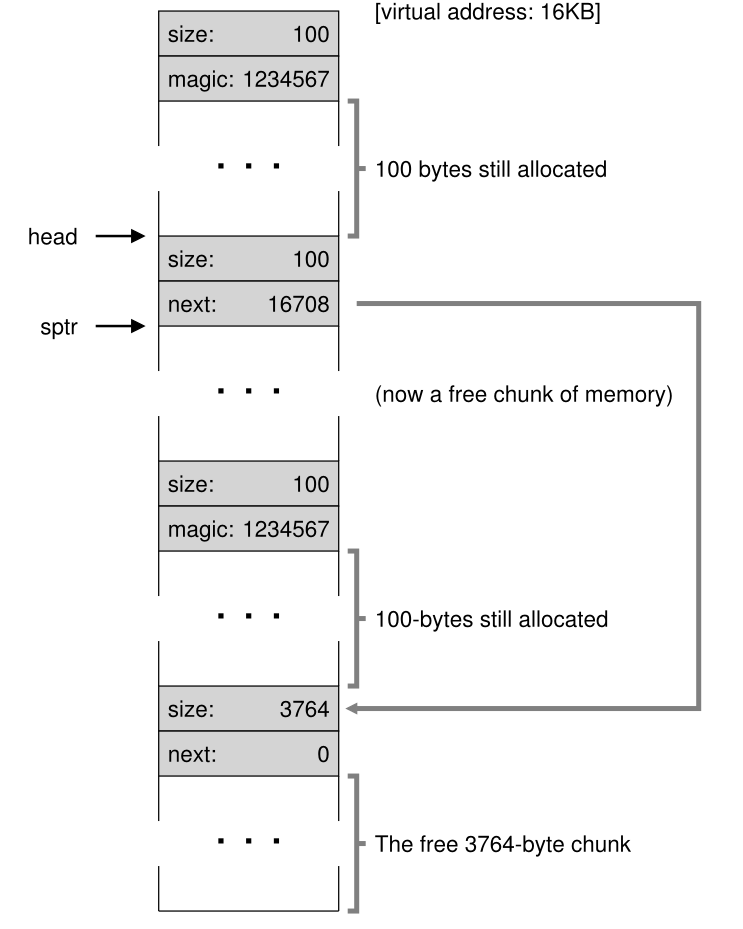 [virtual address: 16KB]
size: 100
magic: 1234567
. . .
100 bytes still allocated
head
size: 100
next: 16708
sptr
. . .
(now a free chunk of memory)
size: 100
magic: 1234567
. . .
100-bytes still allocated
size: 3764
next: 0
. . .
The free 3764-byte chunk